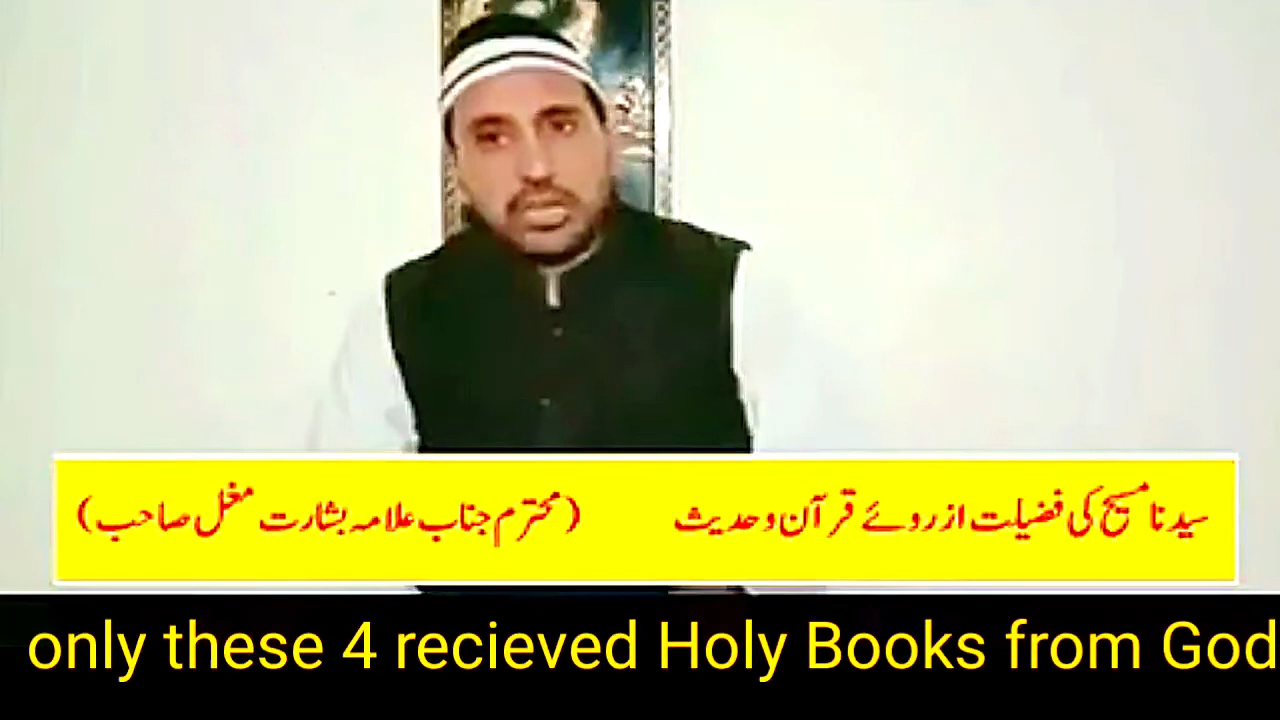 سیدنا مسیح کی فضیلت از روئے قرآن و حدیث (محترم جناب علامہ بشارت مغل صاحب)
only these 4 recieved Holy Books from God